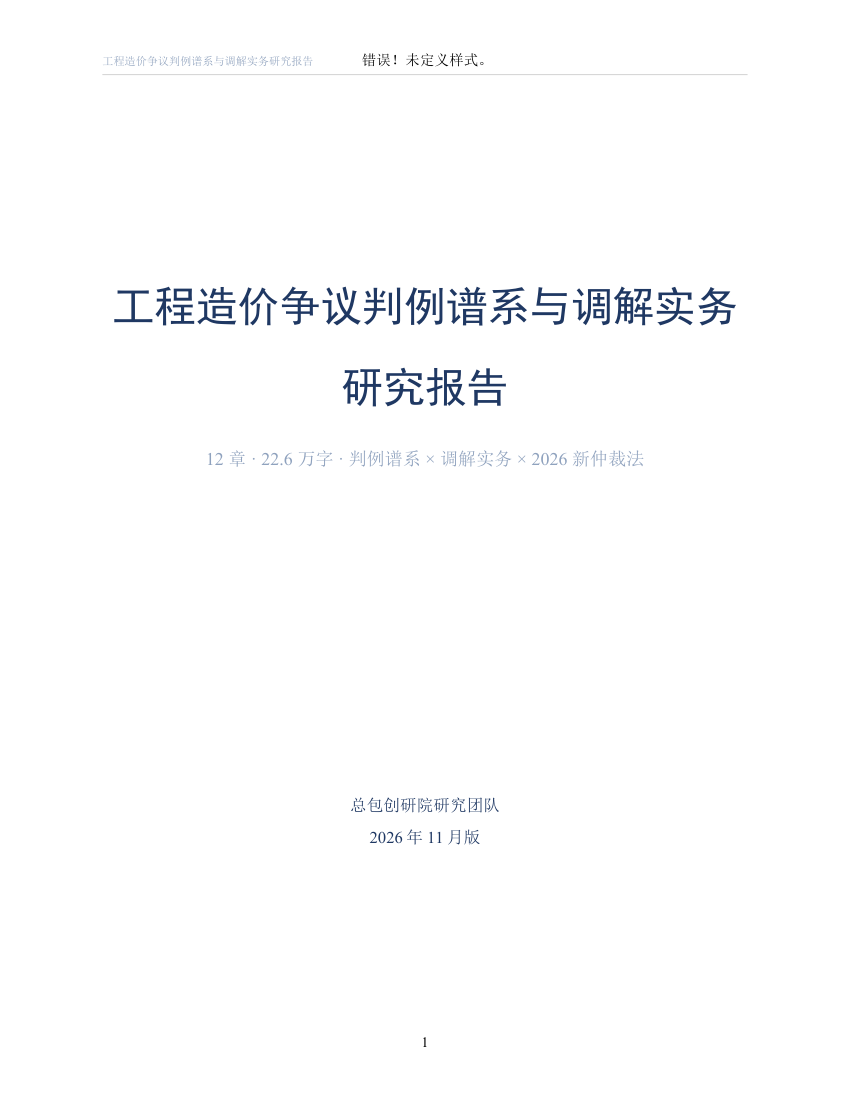 工程造价争议判例谱系与调解实务研究报告 错误！未定义样式。
工程造价争议判例谱系与调解实务
研究报告
12 章 · 22.6 万字 · 判例谱系 × 调解实务 × 2026 新仲裁法
总包创研院研究团队
2026 年 11 月版
1